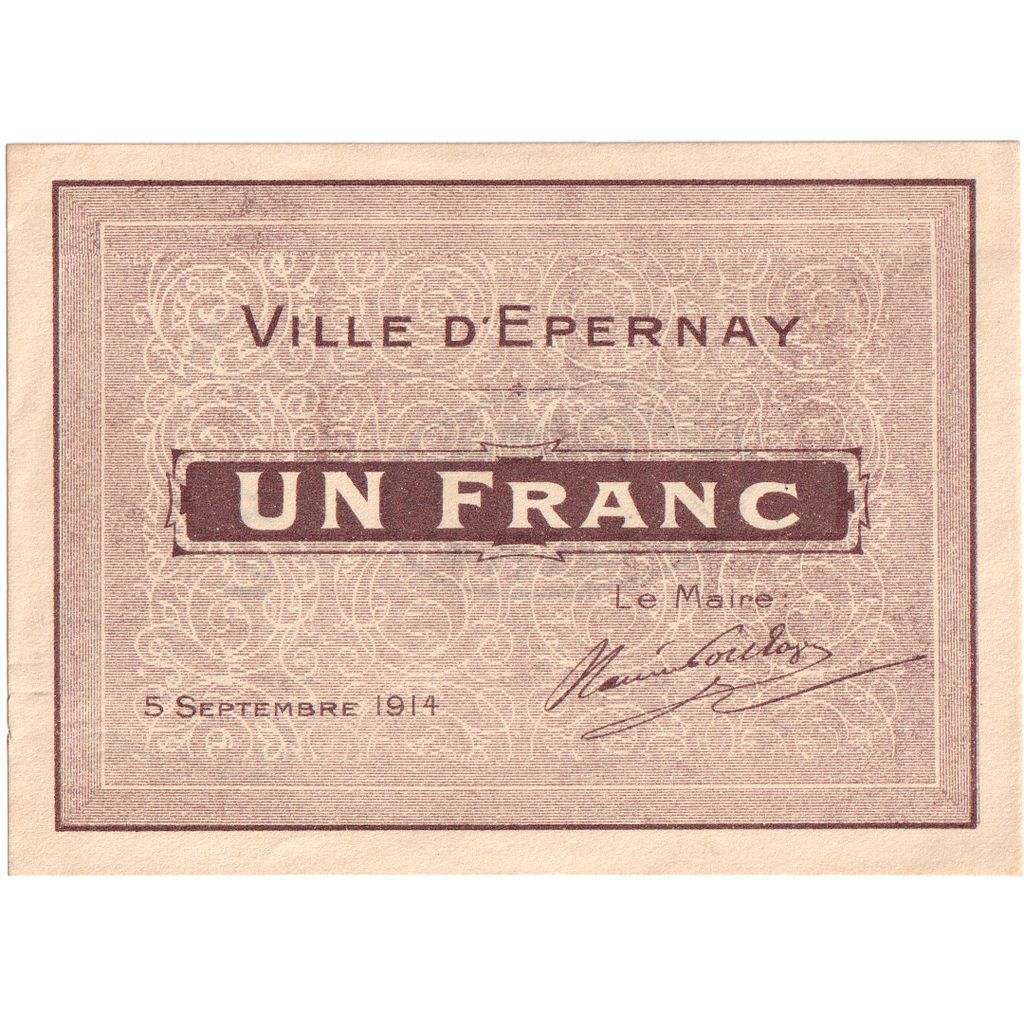 VILLE D'EPERNAY
UN FRANC
Le Maire:
5 SEPTEMBRE 1914